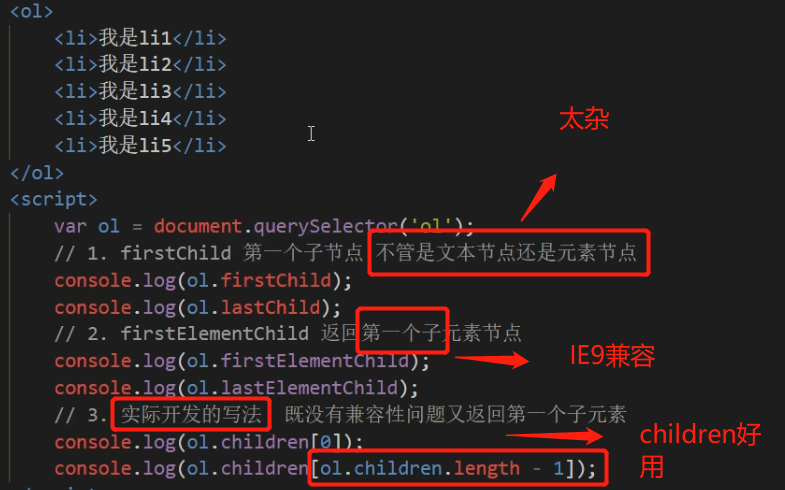 <ol>
<li>我是li1</li>
<li>我是li2</li>
<li>我是li3</li>
<li>我是li4</li>
<li>我是li5</li>
</ol>
太杂
<script>
var ol = document.querySelector('ol');
// 1. firstChild 第一个子节点 不管是文本节点还是元素节点
console.log(ol.firstChild);
console.log(ol.lastChild);
// 2. firstElementChild 返回第一个子元素节点
console.log(ol.firstElementChild);
IE9兼容
console.log(ol.lastElementChild);
// 3. 实际开发的写法 既没有兼容性问题又返回第一个子元素
console.log(ol.children[0]);
children好
用
console.log(ol.children[ol.children.length - 1]);